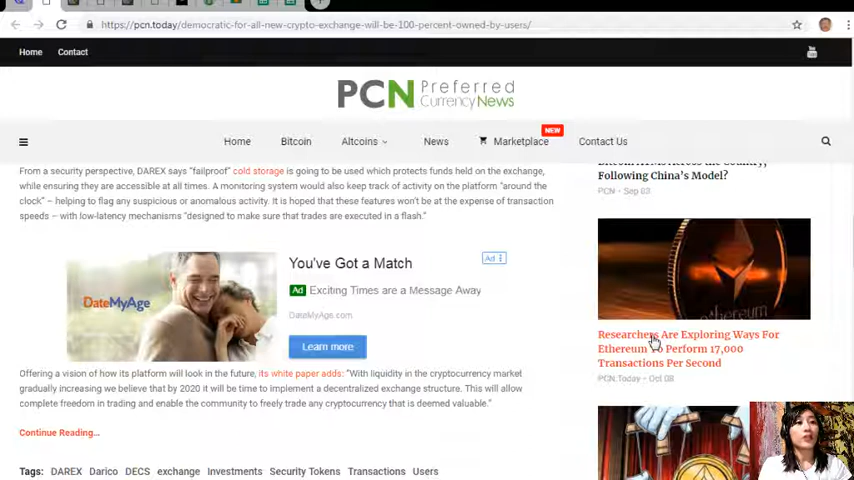 https://pcn.today/democratic-for-all-new-crypto-exchange-will-be-100-percent-owned-by-users/
Home Contact
PCN Preferred
Currency News
NEW
Home Bitcoin Altcoins News Marketplace Contact Us
From a security perspective, DAREX says “failproof” cold storage is going to be used which protects funds held on the exchange,
while ensuring they are accessible at all times. A monitoring system would also keep track of activity on the platform “around the
clock” – helping to flag any suspicious or anomalous activity. It is hoped that these features won’t be at the expense of transaction
speeds – with low-latency mechanisms “designed to make sure that trades are executed in a flash.”
You've Got a Match
Ad
Ad Exciting Times are a Message Away
DateMyAge
DateMyAge.com
Learn more
Offering a vision of how its platform will look in the future, its white paper adds: “With liquidity in the cryptocurrency market
gradually increasing we believe that by 2020 it will be time to implement a decentralized exchange structure. This will allow
complete freedom in trading and enable the community to freely trade any cryptocurrency that is deemed valuable.”
Continue Reading...
Tags: DAREX Darico DECS exchange Investments Security Tokens Transactions Users
Bitcoin ATMs Across the Country,
Following China’s Model?
PCN - Sep 03
ethereum
Researchers Are Exploring Ways For
Ethereum To Perform 17,000
Transactions Per Second
PCN.Today - Oct 08